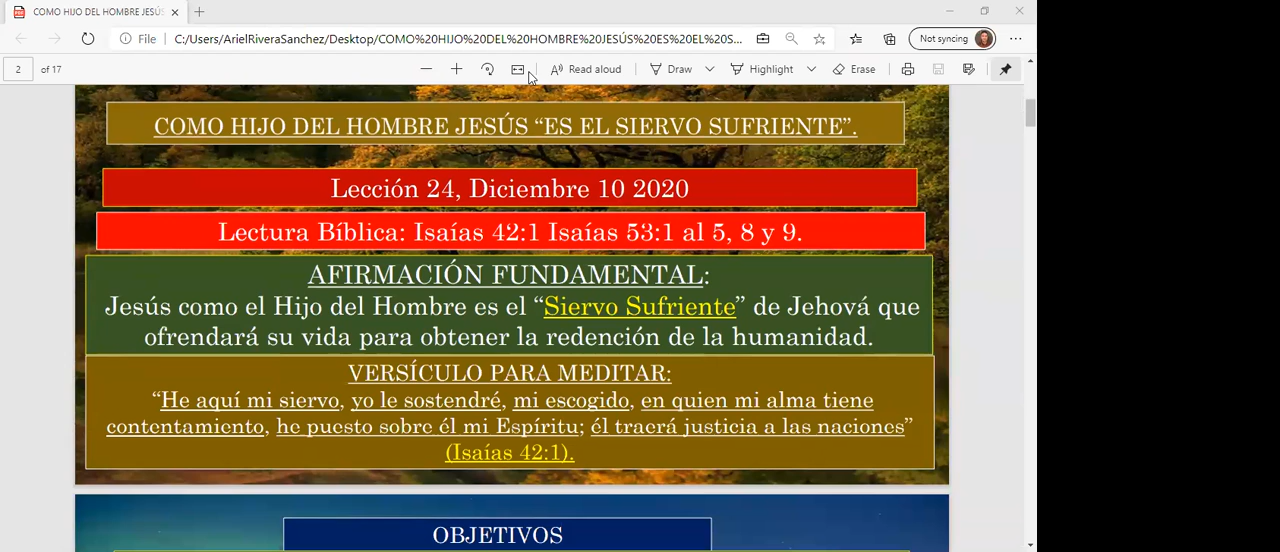 COMO HIJO DEL HOMBRE JESÚS
File C:/Users/ArielRiveraSanchez/Desktop/COMO%20HIJO%20DEL%20HOMBRE%20JESÚS%20ES%20EL%20S... Not syncing
2 of 17 Read aloud Draw Highlight Erase
COMO HIJO DEL HOMBRE JESÚS “ES EL SIERVO SUFRIENTE”.
Lección 24, Diciembre 10 2020
Lectura Bíblica: Isaías 42:1 Isaías 53:1 al 5, 8 y 9.
AFIRMACIÓN FUNDAMENTAL:
Jesús como el Hijo del Hombre es el “Siervo Sufriente” de Jehová que
ofrendará su vida para obtener la redención de la humanidad.
VERSÍCULO PARA MEDITAR:
“He aquí mi siervo, yo le sostendré, mi escogido, en quien mi alma tiene
contentamiento, he puesto sobre él mi Espíritu; él traerá justicia a las naciones”
(Isaías 42:1).
OBJETIVOS